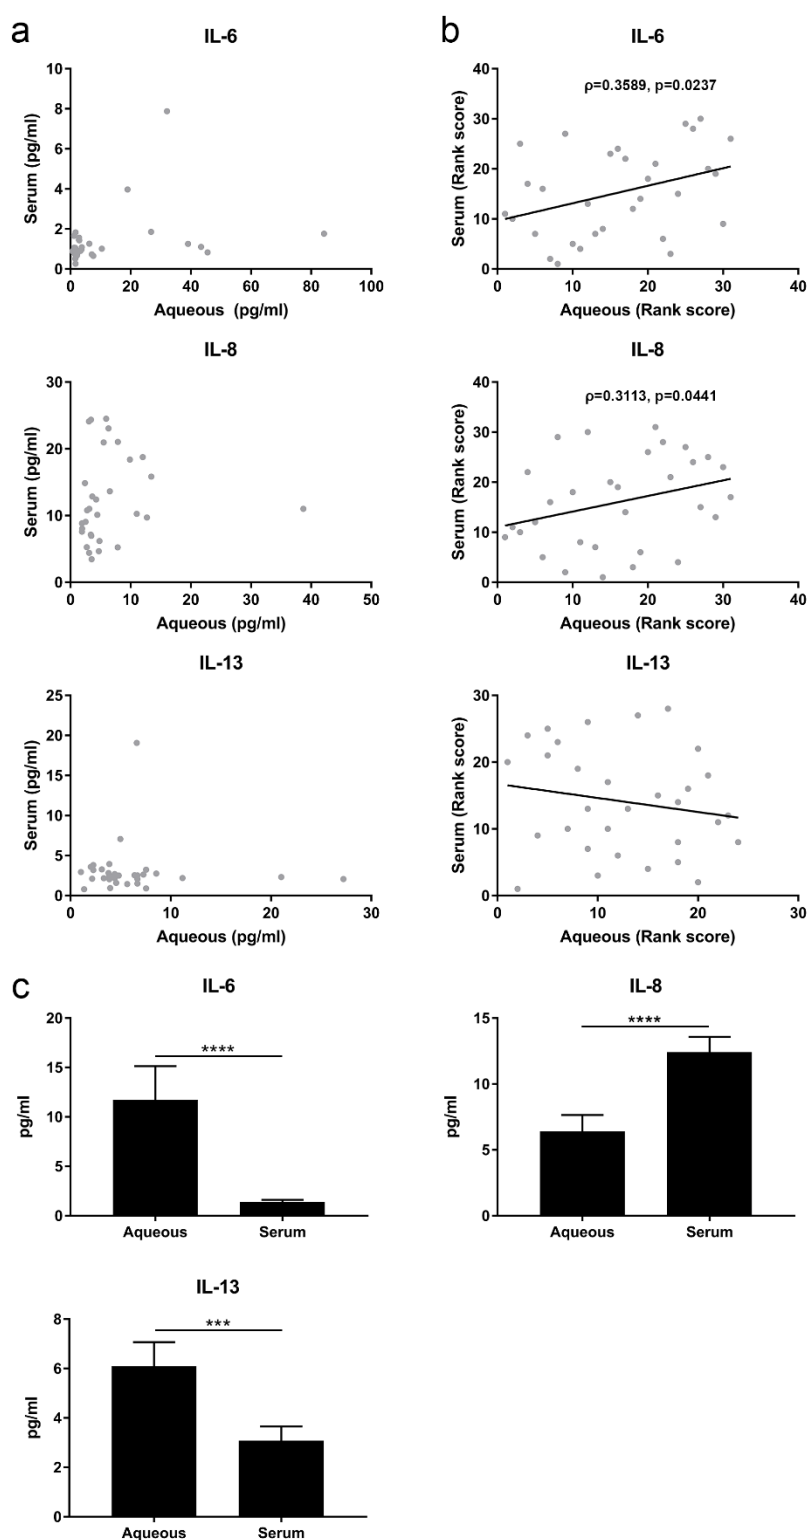 a
b
IL-6
Serum (pg/ml)
10
8
6
4
2
0
0 20 40 60 80 100
Aqueous (pg/ml)
IL-6
ρ=0.3589, p=0.0237
Serum (Rank score)
40
30
20
10
0
0 10 20 30 40
Aqueous (Rank score)
IL-8
Serum (pg/ml)
30
20
10
0
0 10 20 30 40 50
Aqueous (pg/ml)
IL-8
ρ=0.3113, p=0.0441
Serum (Rank score)
40
30
20
10
0
0 10 20 30 40
Aqueous (Rank score)
IL-13
Serum (pg/ml)
25
20
15
10
5
0
0 10 20 30
Aqueous (pg/ml)
IL-13
Serum (Rank score)
30
20
10
0
0 10 20 30
Aqueous (Rank score)
c
IL-6
pg/ml
20
15
10
5
0
****
Aqueous Serum
IL-8
pg/ml
15
10
5
0
****
Aqueous Serum
IL-13
pg/ml
8
6
4
2
0
***
Aqueous Serum